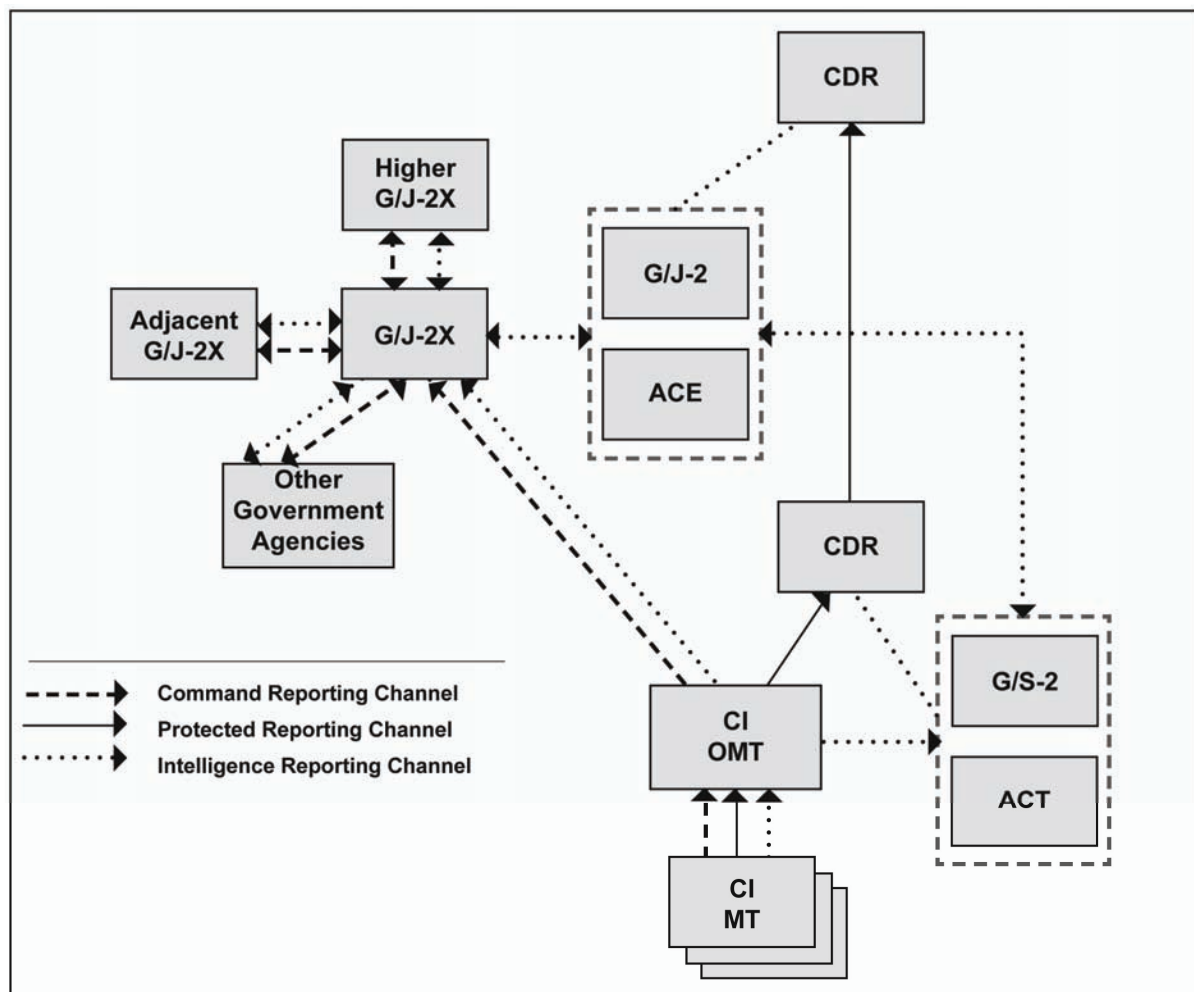 CDR
Higher
G/J-2X
G/J-2
Adjacent
G/J-2X
G/J-2X
ACE
Other
Government
Agencies
CDR
G/S-2
Command Reporting Channel
Protected Reporting Channel
Intelligence Reporting Channel
CI
OMT
ACT
CI
MT